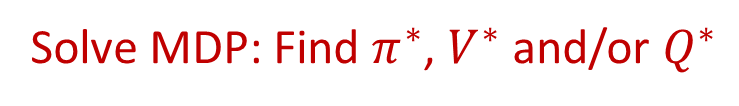 Solve MDP: Find π*, V* and/or Q*